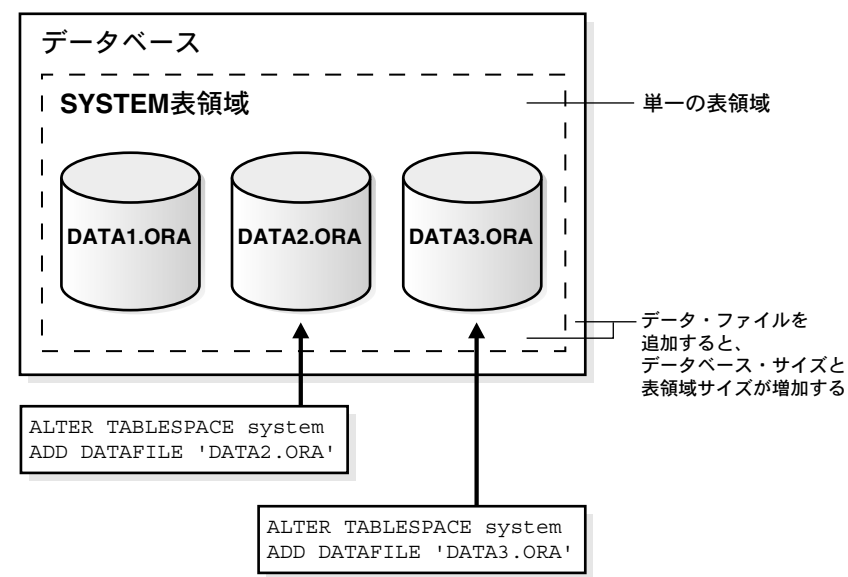 データベース
SYSTEM表領域
単一の表領域
DATA1.ORA
DATA2.ORA
DATA3.ORA
データ・ファイルを
追加すると、
データベース・サイズと
表領域サイズが増加する
ALTER TABLESPACE system
ADD DATAFILE 'DATA2.ORA'
ALTER TABLESPACE system
ADD DATAFILE 'DATA3.ORA'